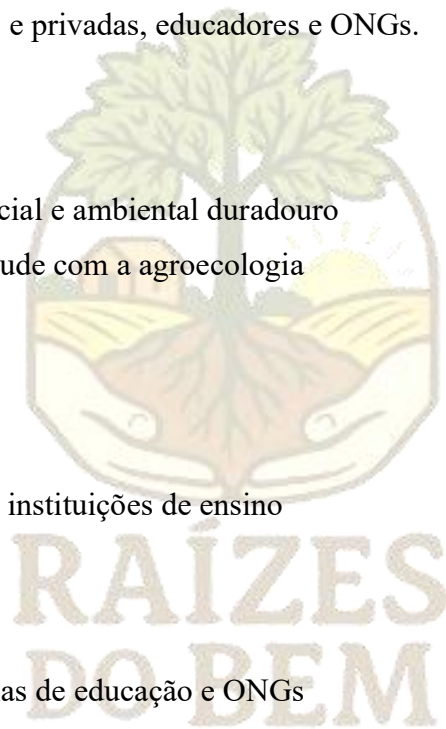 e privadas, educadores e ONGs.
cial e ambiental duradouro
ude com a agroecologia
instituições de ensino
RAÍZES
DO BEM
as de educação e ONGs